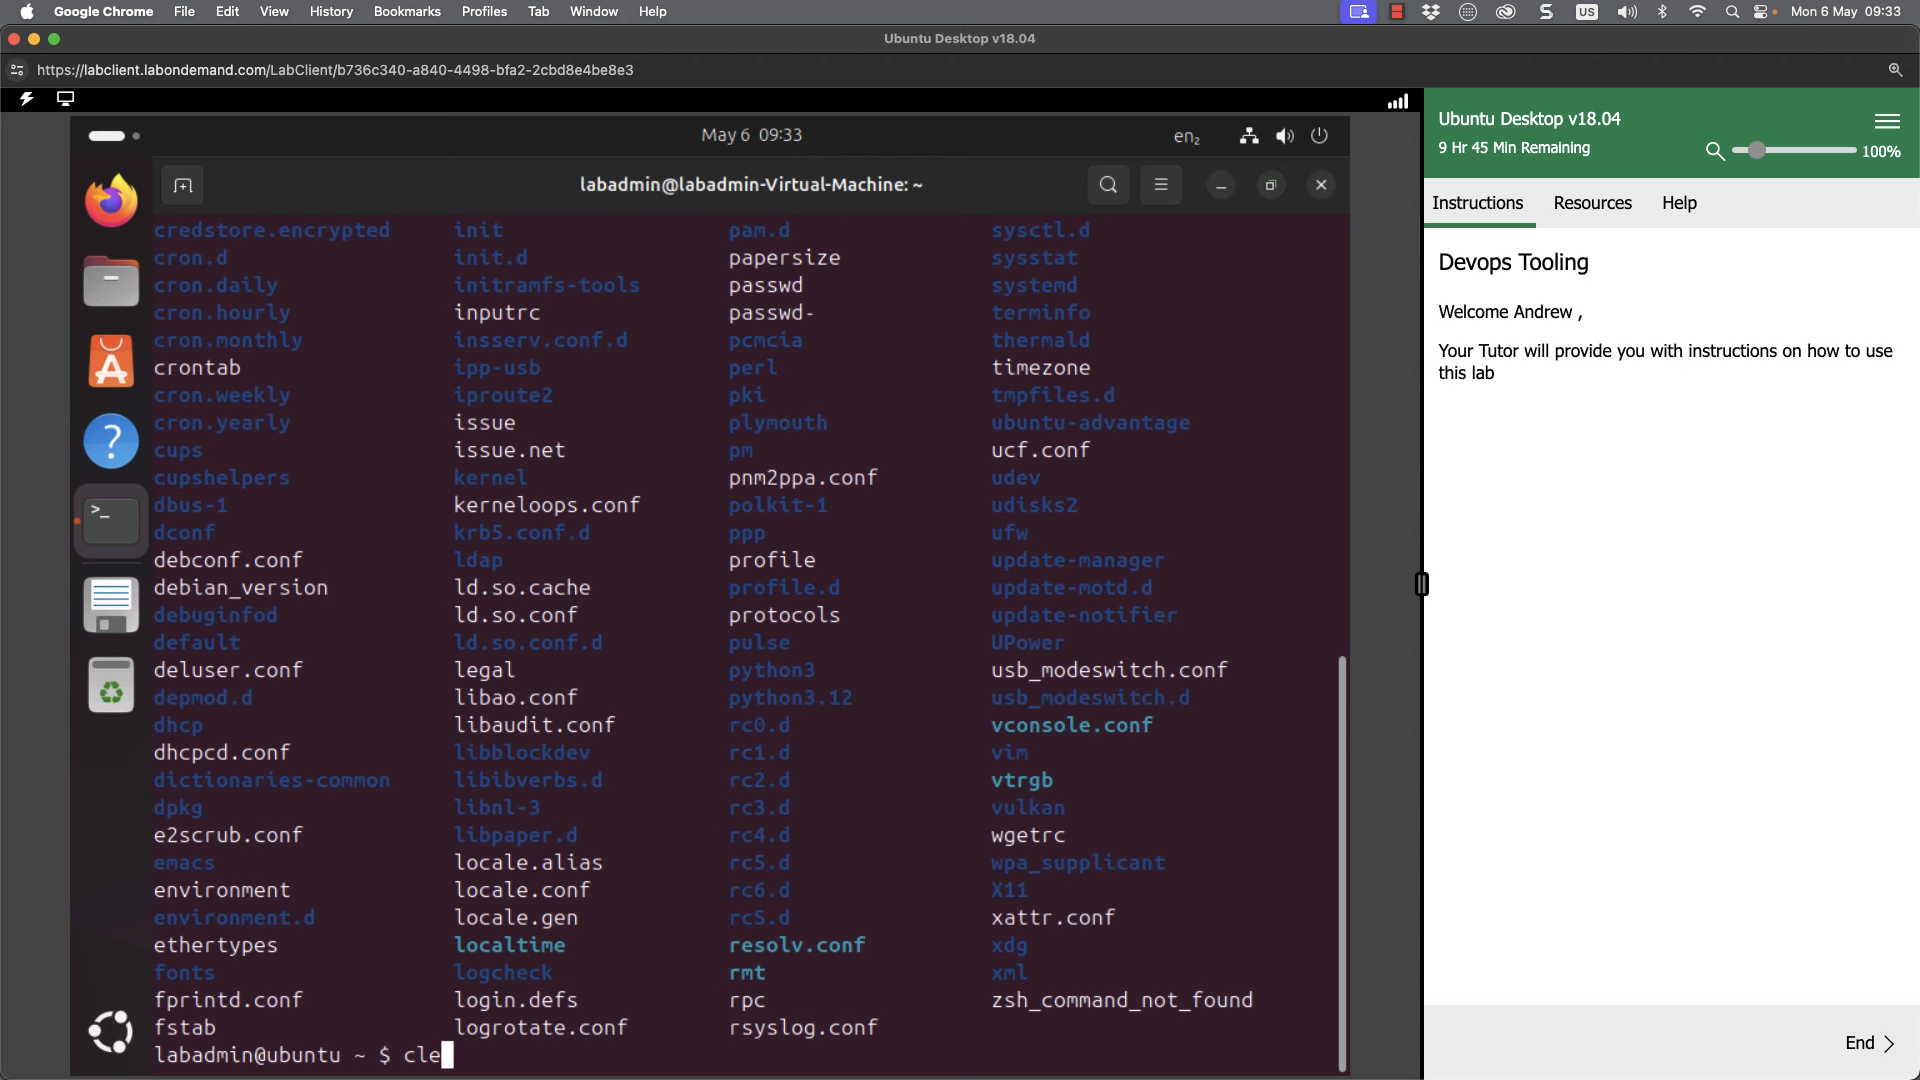 Google Chrome File Edit View History Bookmarks Profiles Tab Window Help US Mon 6 May 09:33
Ubuntu Desktop v18.04
https://labclient.labondemand.com/LabClient/b736c340-a840-4498-bfa2-2cbd8e4be8e3
May 6 09:33 en₂
labadmin@labadmin-Virtual-Machine: ~
credstore.encrypted init pam.d sysctl.d
cron.d init.d papersize sysstat
cron.daily initramfs-tools passwd systemd
cron.hourly inputrc passwd- terminfo
cron.monthly insserv.conf.d pcmcia thermald
crontab ipp-usb perl timezone
cron.weekly iproute2 pki tmpfiles.d
cron.yearly issue plymouth ubuntu-advantage
cups issue.net pm ucf.conf
cupshelpers kernel pnm2ppa.conf udev
dbus-1 kerneloops.conf polkit-1 udisks2
dconf krb5.conf.d ppp ufw
debconf.conf ldap profile update-manager
debian_version ld.so.cache profile.d update-motd.d
debuginfod ld.so.conf protocols update-notifier
default ld.so.conf.d pulse UPower
deluser.conf legal python3 usb_modeswitch.conf
depmod.d libao.conf python3.12 usb_modeswitch.d
dhcp libaudit.conf rc0.d vconsole.conf
dhcpcd.conf libblockdev rc1.d vim
dictionaries-common libibverbs.d rc2.d vtrgb
dpkg libnl-3 rc3.d vulkan
e2scrub.conf libpaper.d rc4.d wgetrc
emacs locale.alias rc5.d wpa_supplicant
environment locale.conf rc6.d X11
environment.d locale.gen rcS.d xattr.conf
ethertypes localtime resolv.conf xdg
fonts logcheck rmt xml
fprintd.conf login.defs rpc zsh_command_not_found
fstab logrotate.conf rsyslog.conf
labadmin@ubuntu ~ $ cle
Ubuntu Desktop v18.04
9 Hr 45 Min Remaining 100%
Instructions Resources Help
Devops Tooling
Welcome Andrew ,
Your Tutor will provide you with instructions on how to use
this lab
End